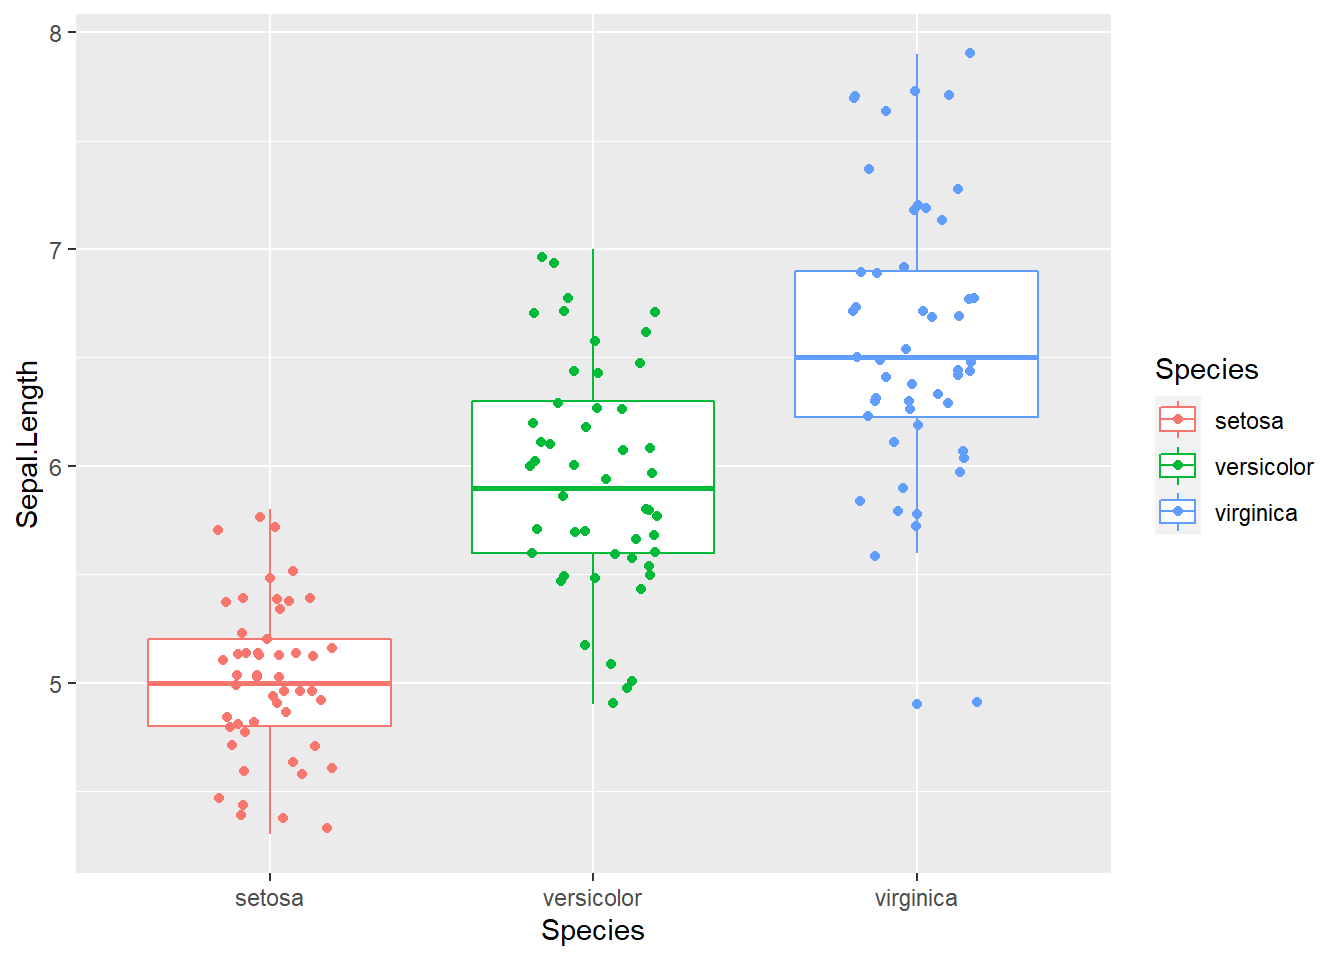 Sepal.Length
8
7
6
5
setosa
versicolor
virginica
Species
Species
setosa
versicolor
virginica